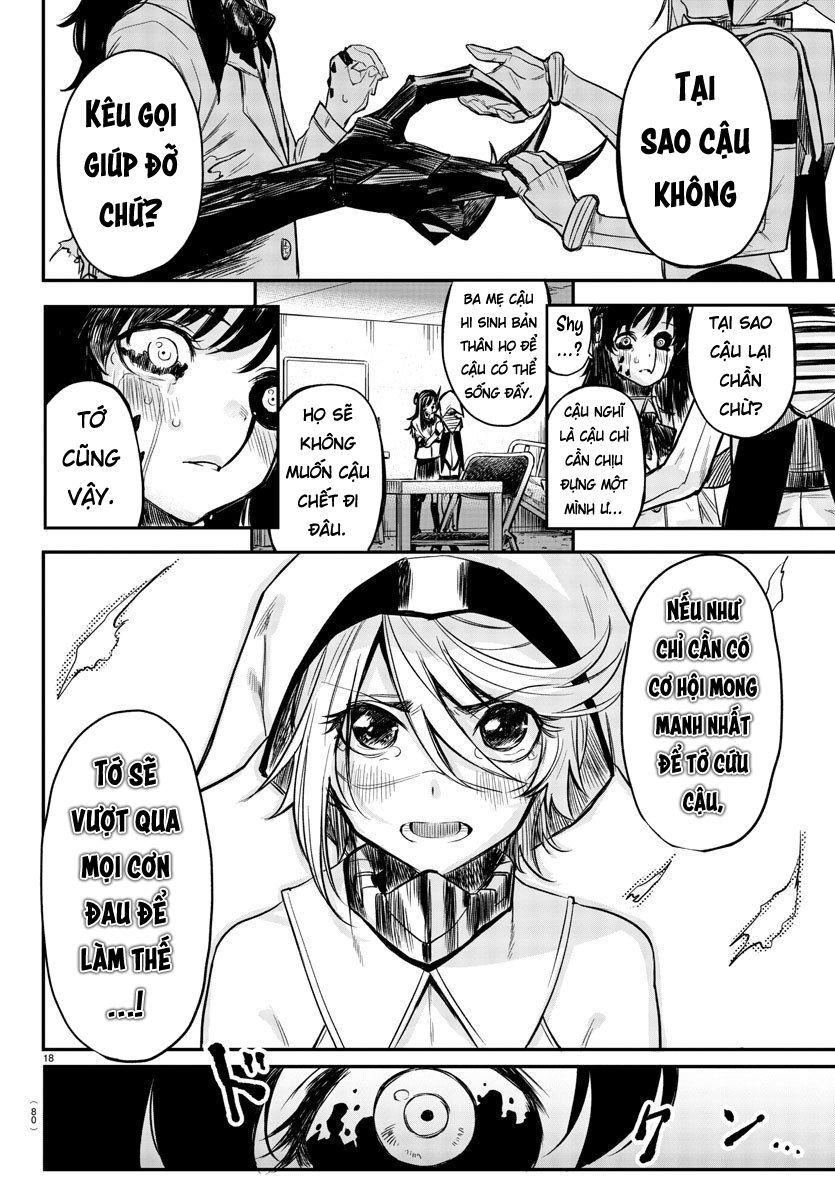 TẠI
SAO CẬU
KHÔNG
KÊU GỌI
GIÚP ĐỠ
CHỨ?
TẠI SAO
CẬU LẠI
CHẦN
CHỪ?
Shy
...?
CẬU NGHĨ
LÀ CẬU CHỈ
CẦN CHỊU
ĐỰNG MỘT
MÌNH Ư...
BA MẸ CẬU
HI SINH BẢN
THÂN HỌ ĐỂ
CẬU CÓ THỂ
SỐNG ĐẤY.
HỌ SẼ
KHÔNG
MUỐN CẬU
CHẾT ĐI
ĐÂU.
TỚ
CŨNG
VẬY.
NẾU NHƯ
CHỈ CẦN CÓ
CƠ HỘI MONG
MANH NHẤT
ĐỂ TỚ CỨU
CẬU,
TỚ SẼ
VƯỢT QUA
MỌI CƠN
ĐAU ĐỂ
LÀM THẾ
...!
18
(80)
ドクン...